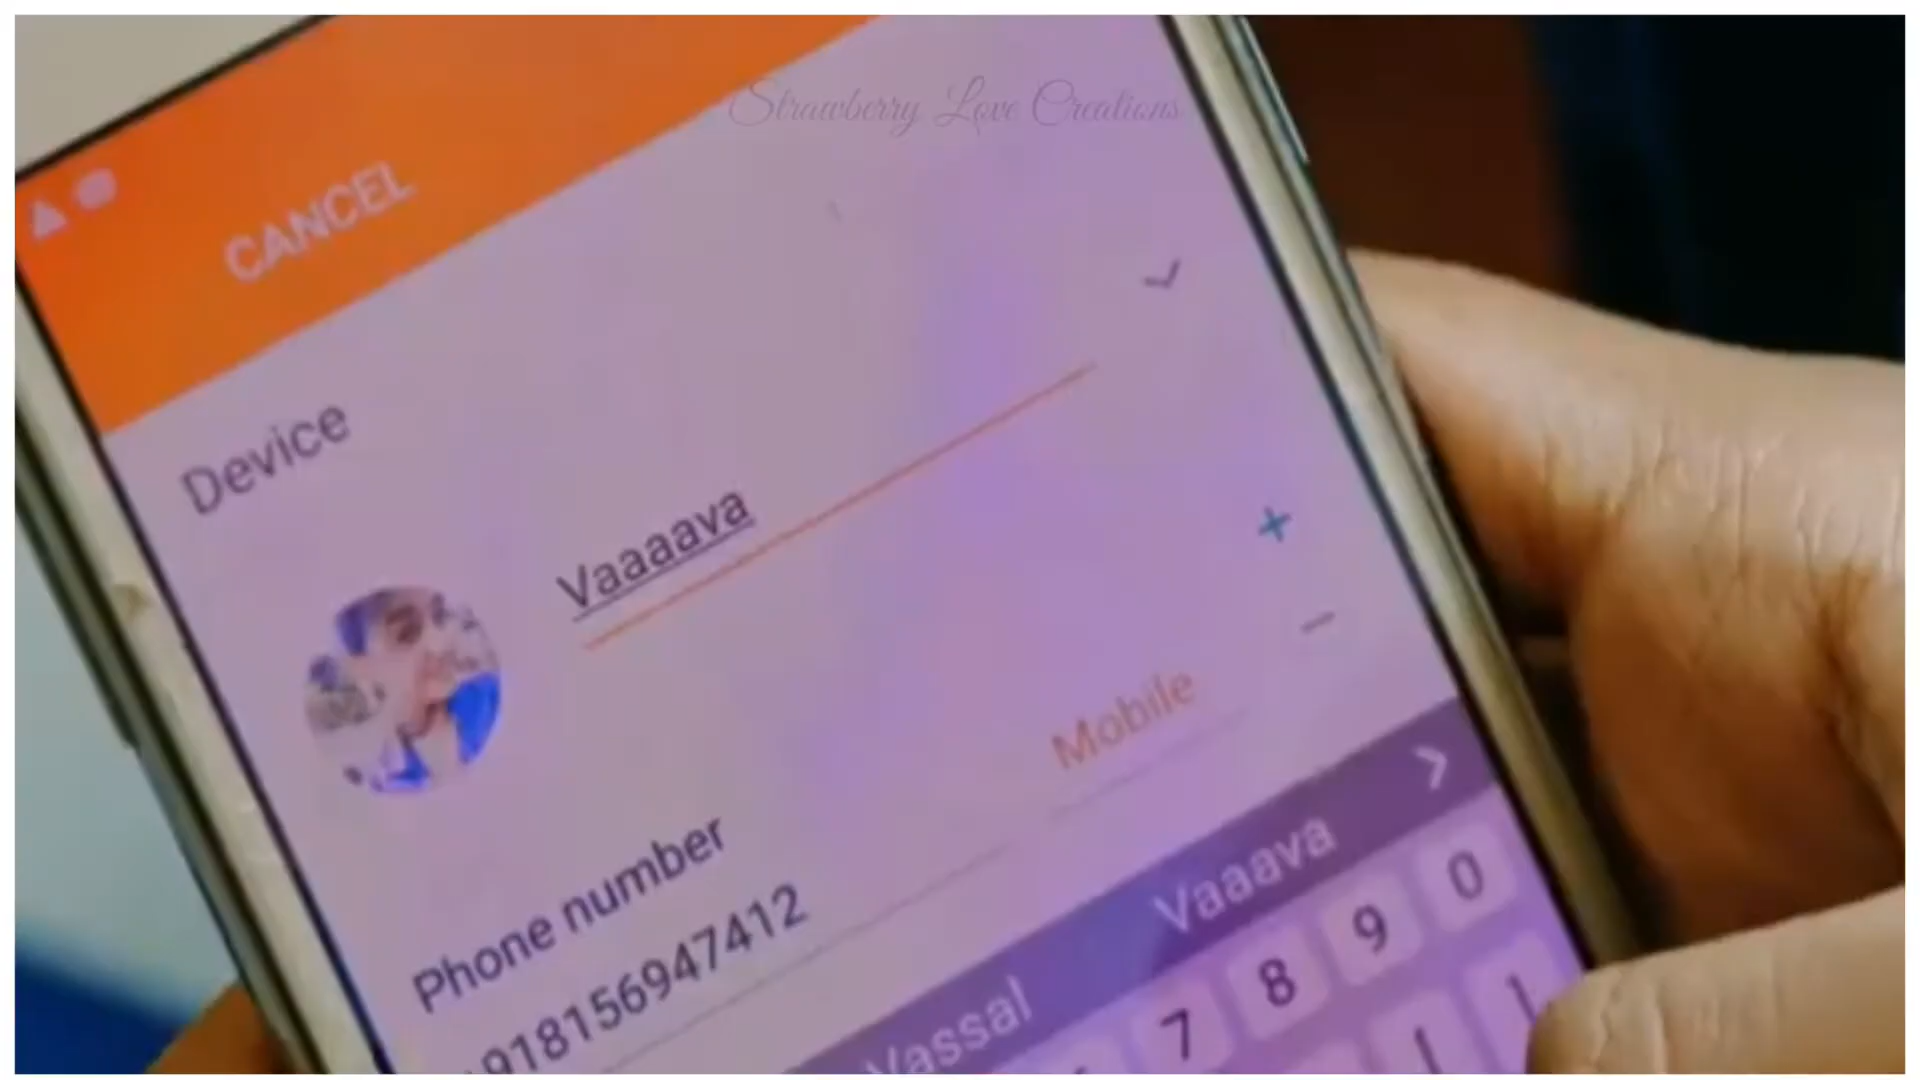 Strawberry Love Creations
CANCEL
Device
Vaaaava
Mobile
Phone number
918156947412
Vassal Vaaava
7 8 9 0